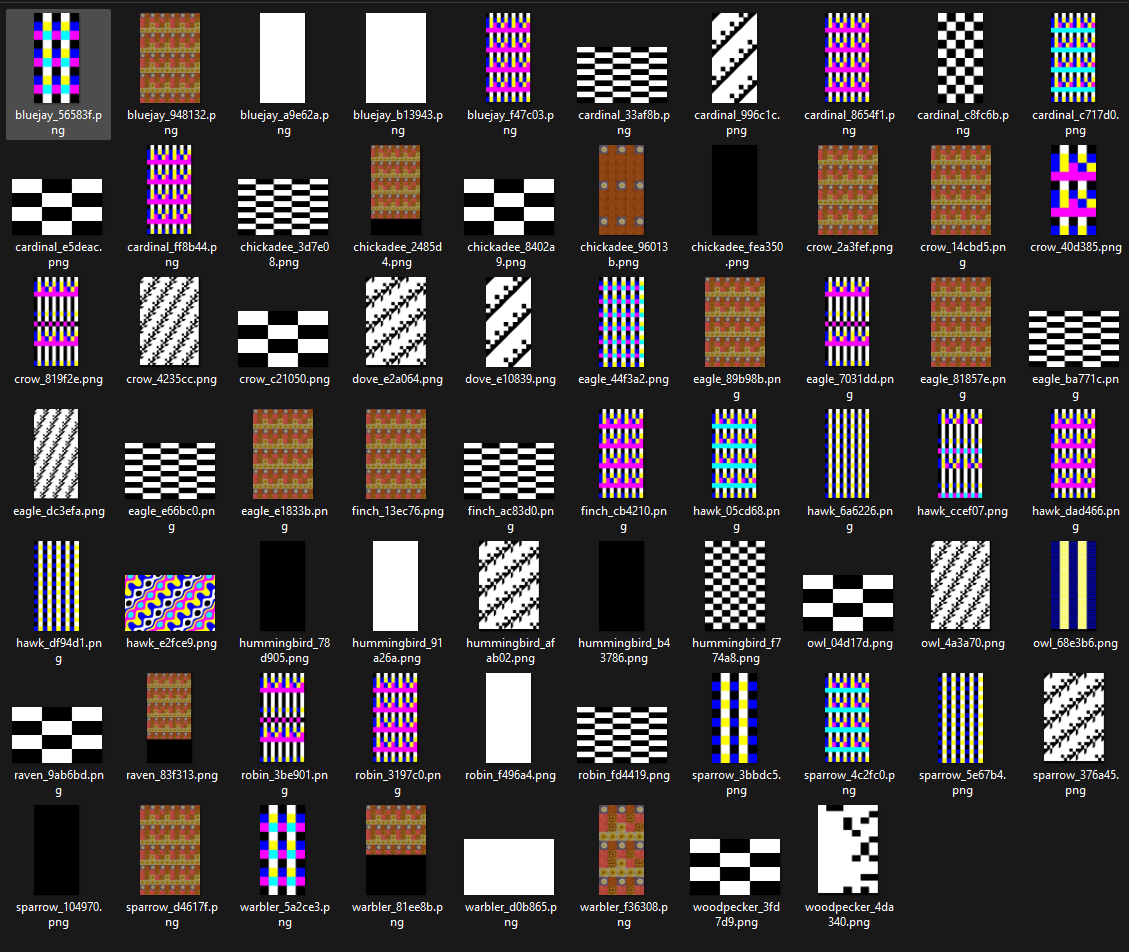 bluejay_56583f.p
ng
bluejay_948132.p
ng
bluejay_a9e62a.p
ng
bluejay_b13943.p
ng
bluejay_f47c03.p
ng
cardinal_33af8b.p
ng
cardinal_996c1c.
png
cardinal_8654f1.p
ng
cardinal_c8fc6b.p
ng
cardinal_c717d0.
png
cardinal_e5deac.
png
cardinal_ff8b44.p
ng
chickadee_3d7e0
8.png
chickadee_2485d
4.png
chickadee_8402a
9.png
chickadee_96013
b.png
chickadee_fea350
.png
crow_2a3fef.png
crow_14cbd5.pn
g
crow_40d385.png
crow_819f2e.png
crow_4235cc.png
crow_c21050.png
dove_e2a064.png
dove_e10839.png
eagle_44f3a2.png
eagle_89b98b.pn
g
eagle_7031dd.pn
g
eagle_81857e.pn
g
eagle_ba771c.pn
g
eagle_dc3efa.png
eagle_e66bc0.pn
g
eagle_e1833b.pn
g
finch_13ec76.png
finch_ac83d0.pn
g
finch_cb4210.pn
g
hawk_05cd68.pn
g
hawk_6a6226.pn
g
hawk_ccef07.png
hawk_dad466.pn
g
hawk_df94d1.pn
g
hawk_e2fce9.png
hummingbird_78
d905.png
hummingbird_91
a26a.png
hummingbird_af
ab02.png
hummingbird_b4
3786.png
hummingbird_f7
74a8.png
owl_04d17d.png
owl_4a3a70.png
owl_68e3b6.png
raven_9ab6bd.pn
g
raven_83f313.png
robin_3be901.pn
g
robin_3197c0.pn
g
robin_f496a4.png
robin_fd4419.png
sparrow_3bbdc5.
png
sparrow_4c2fc0.p
ng
sparrow_5e67b4.
png
sparrow_376a45.
png
sparrow_104970.
png
sparrow_d4617f.p
ng
warbler_5a2ce3.p
ng
warbler_81ee8b.p
ng
warbler_d0b865.p
ng
warbler_f36308.p
ng
woodpecker_3fd
7d9.png
woodpecker_4da
340.png